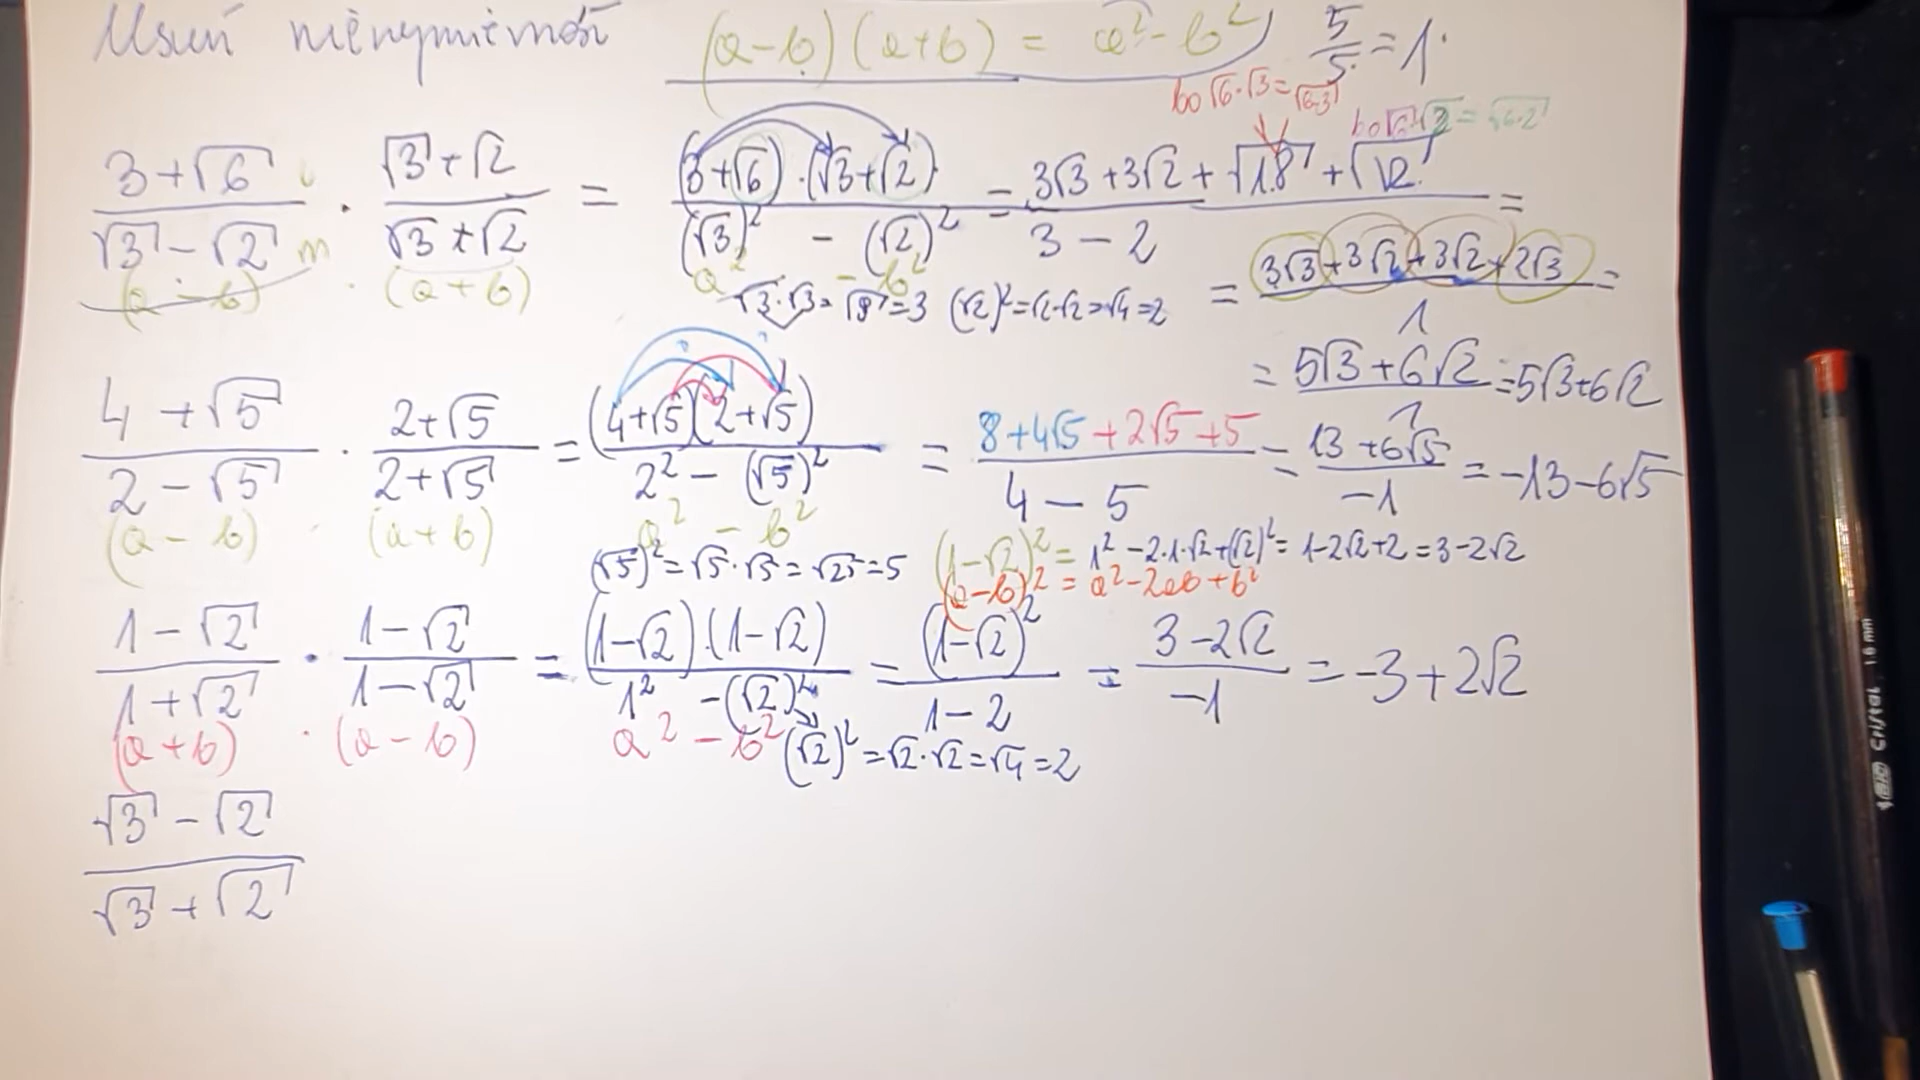 Usuń niewymierność (a-b)(a+b) = a²-b² 5/5 = 1.
bo √6·√3 = √6·3 bo √6·√2 = √6·2
(3+√6)/(√3-√2) · (√3+√2)/(√3+√2) = ((3+√6)·(√3+√2))/((√3)² - (√2)²) = (3√3+3√2+√18+√12)/(3-2) =
(a-b) · (a+b) a² - b²
√3·√3 = √9 = 3 (√2)² = √2·√2 = √4 = 2 = (3√3+3√2+3√2+2√3)/1 =
= (5√3+6√2)/1 = 5√3+6√2
(4+√5)/(2-√5) · (2+√5)/(2+√5) = ((4+√5)(2+√5))/(2² - (√5)²) = (8+4√5+2√5+5)/(4-5) = (13+6√5)/-1 = -13-6√5
(a-b) · (a+b) a² - b²
(√5)² = √5·√5 = √25 = 5 (1-√2)² = 1²-2·1·√2+(√2)² = 1-2√2+2 = 3-2√2
(a-b)² = a²-2ab+b²
(1-√2)/(1+√2) · (1-√2)/(1-√2) = ((1-√2)·(1-√2))/(1² - (√2)²) = (1-√2)²/(1-2) = (3-2√2)/-1 = -3+2√2
(a+b) · (a-b) a² - b² (√2)² = √2·√2 = √4 = 2
(√3-√2)/(√3+√2)
1.6 mm Cristal BIC